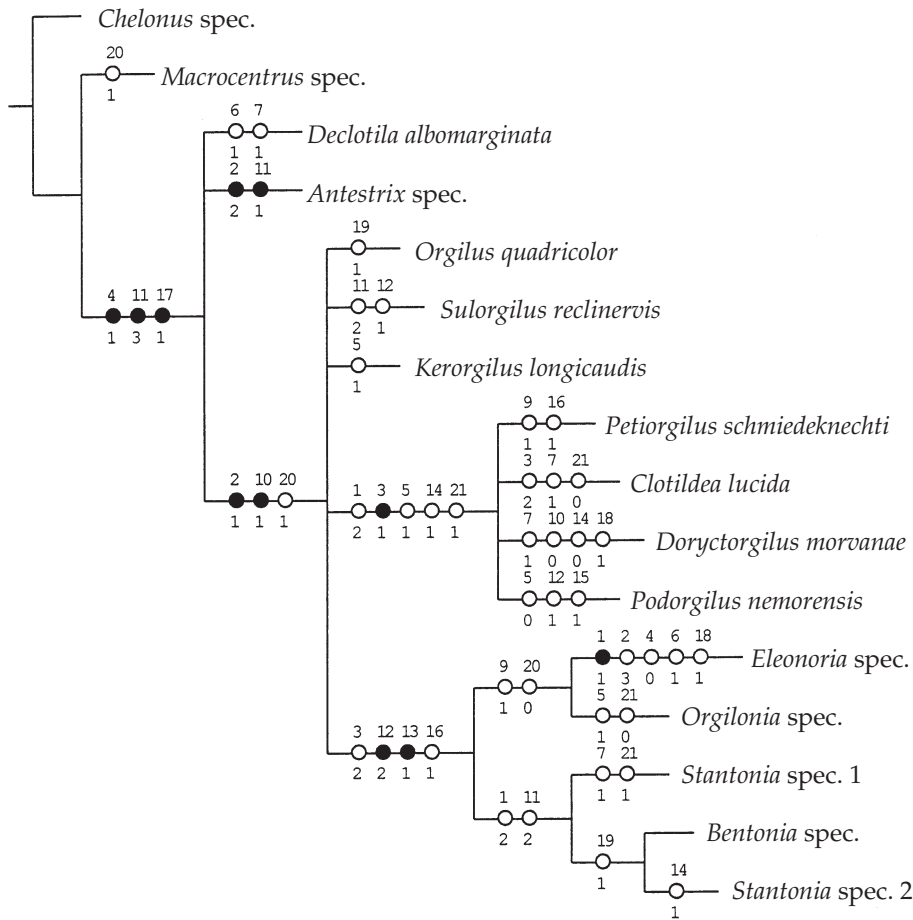 Chelonus spec.
20
Macrocentrus spec.
1
6 7
Declotila albomarginata
1 1
2 11
Antestrix spec.
2 1
19
Orgilus quadricolor
1
4 11 17
11 12
Sulorgilus reclinervis
1 3 1
2 1
5
Kerorgilus longicaudis
1
9 16
Petiorgilus schmiedeknechti
1 1
3 7 21
Clotildea lucida
2 1 0
2 10 20
1 3 5 14 21
7 10 14 18
Doryctorgilus morvanae
1 1 1
2 1 1 1 1
1 0 0 1
5 12 15
Podorgilus nemorensis
0 1 1
1 2 4 6 18
Eleonoria spec.
1 3 0 1 1
9 20
1 0
5 21
Orgilonia spec.
1 0
3 12 13 16
2 2 1 1
7 21
Stantonia spec. 1
1 1
1 11
2 2
Bentonia spec.
19
1
14
Stantonia spec. 2
1